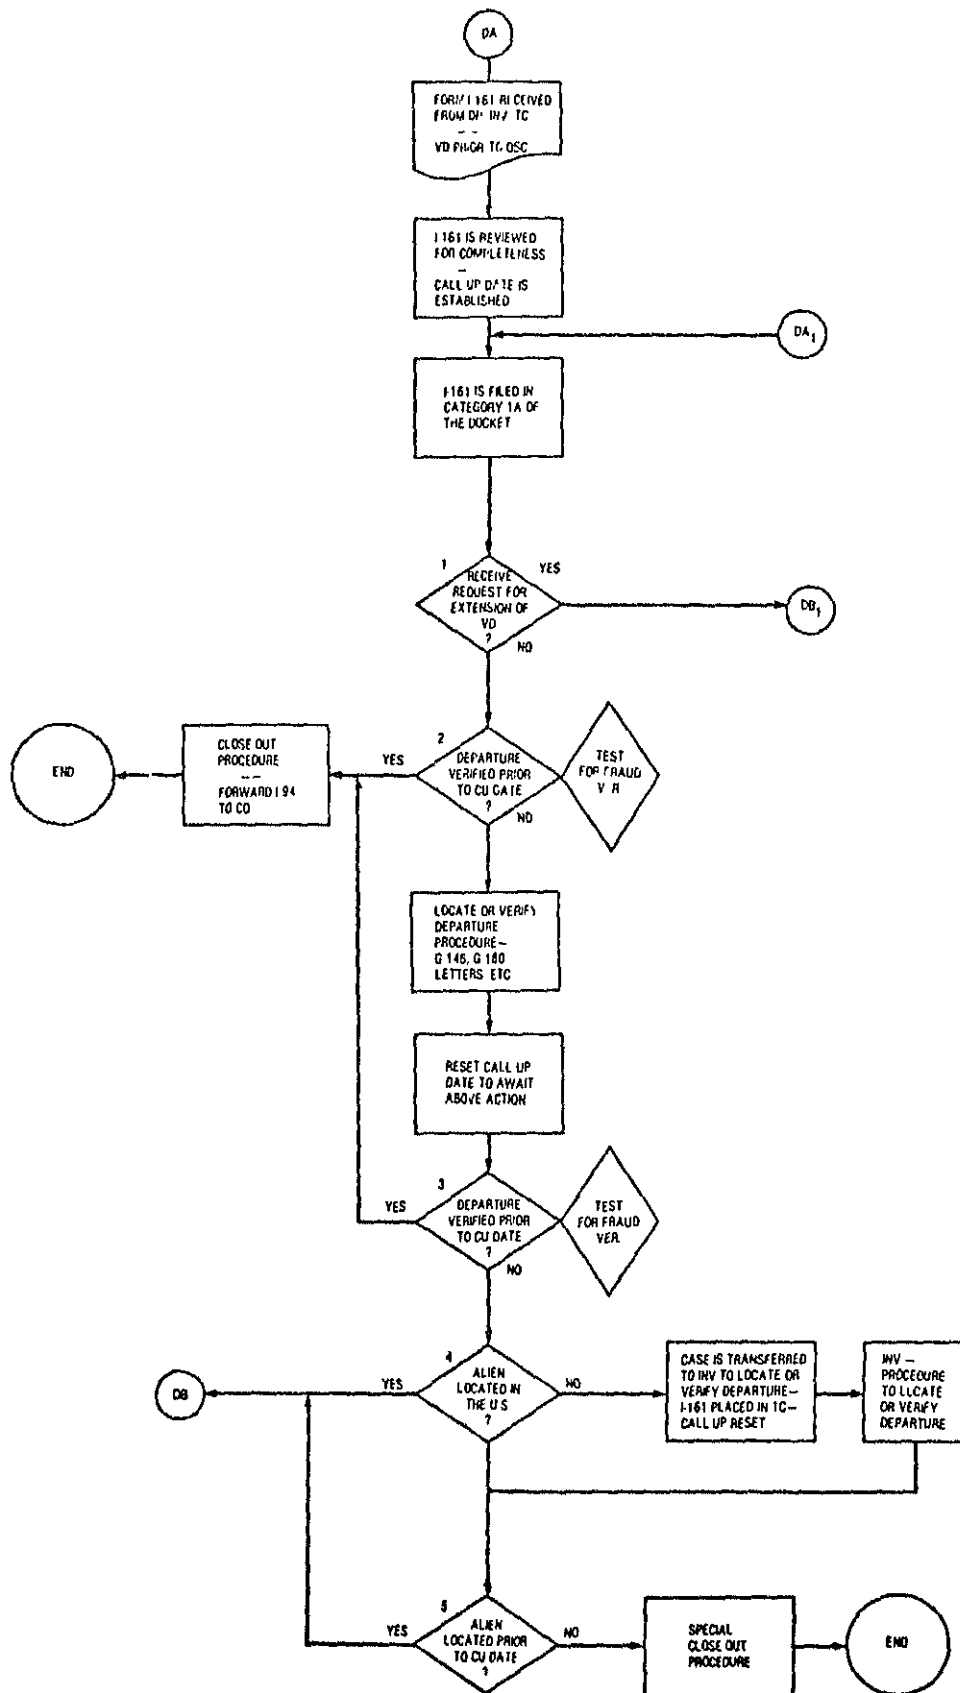 DA
FORM I 161 RECEIVED
FROM
INV TC
VD PRIOR TO OSC
I 161 IS REVIEWED
FOR COMPLETENESS
—
CALL UP DATE IS
ESTABLISHED
DA1
I-161 IS FILED IN
CATEGORY 1A OF
THE DOCKET
1
YES
RECEIVE
REQUEST FOR
EXTENSION OF
VD
?
NO
DB1
2
YES
DEPARTURE
VERIFIED PRIOR
TO CU DATE
?
NO
TEST
FOR FRAUD
CLOSE OUT
PROCEDURE
— —
FORWARD I 94
TO CO
END
LOCATE OR VERIFY
DEPARTURE
PROCEDURE—
G 146, G 180
LETTERS ETC
RESET CALL UP
DATE TO AWAIT
ABOVE ACTION
3
YES
DEPARTURE
VERIFIED PRIOR
TO CU DATE
?
NO
TEST
FOR FRAUD
VER.
4
YES
ALIEN
LOCATED IN
THE U S
?
NO
DB
CASE IS TRANSFERRED
TO INV TO LOCATE OR
VERIFY DEPARTURE—
I-161 PLACED IN TC—
CALL UP RESET
INV —
PROCEDURE
TO LOCATE
OR VERIFY
DEPARTURE
5
YES
ALIEN
LOCATED PRIOR
TO CU DATE
?
NO
SPECIAL
CLOSE OUT
PROCEDURE
END